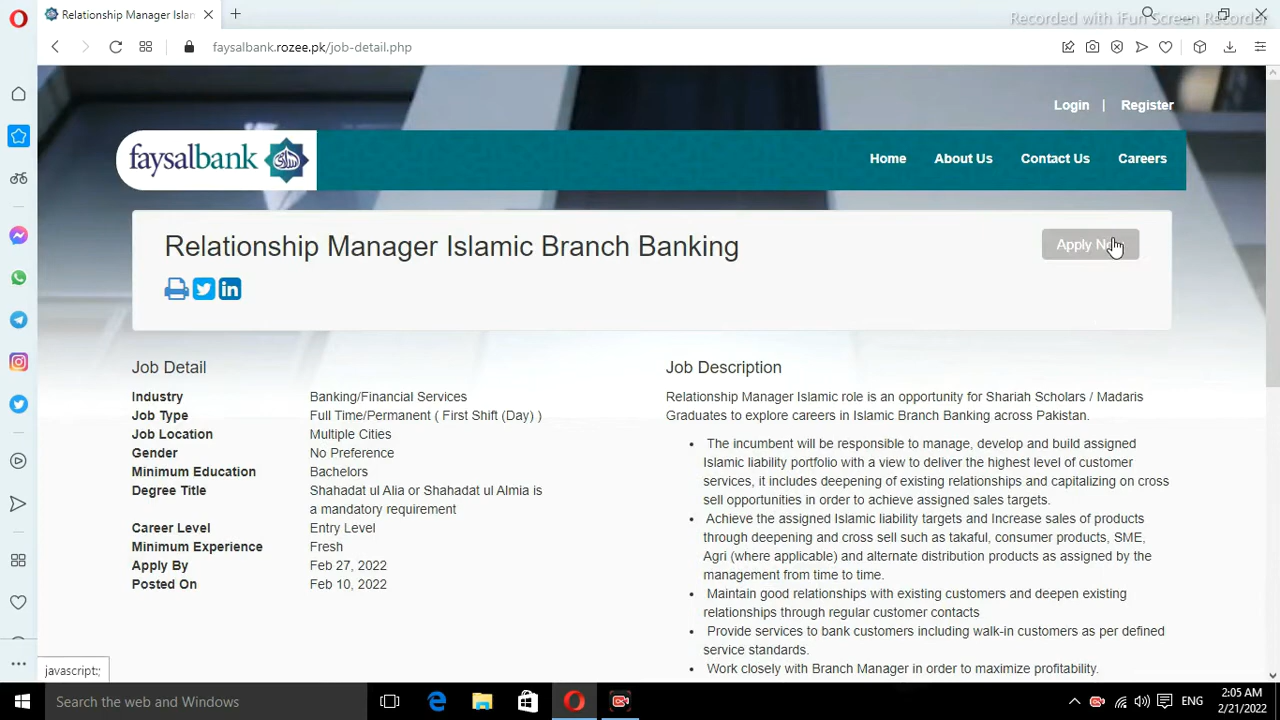 Relationship Manager Islam
Recorded with iFun Screen Recorder
faysalbank.rozee.pk/job-detail.php
Login | Register
faysalbank
Home About Us Contact Us Careers
Relationship Manager Islamic Branch Banking
Apply
Job Detail
Industry Banking/Financial Services
Job Type Full Time/Permanent ( First Shift (Day) )
Job Location Multiple Cities
Gender No Preference
Minimum Education Bachelors
Degree Title Shahadat ul Alia or Shahadat ul Almia is
a mandatory requirement
Career Level Entry Level
Minimum Experience Fresh
Apply By Feb 27, 2022
Posted On Feb 10, 2022
Job Description
Relationship Manager Islamic role is an opportunity for Shariah Scholars / Madaris
Graduates to explore careers in Islamic Branch Banking across Pakistan.
• The incumbent will be responsible to manage, develop and build assigned
Islamic liability portfolio with a view to deliver the highest level of customer
services, it includes deepening of existing relationships and capitalizing on cross
sell opportunities in order to achieve assigned sales targets.
• Achieve the assigned Islamic liability targets and Increase sales of products
through deepening and cross sell such as takaful, consumer products, SME,
Agri (where applicable) and alternate distribution products as assigned by the
management from time to time.
• Maintain good relationships with existing customers and deepen existing
relationships through regular customer contacts
• Provide services to bank customers including walk-in customers as per defined
service standards.
• Work closely with Branch Manager in order to maximize profitability.
javascript:;
Search the web and Windows
ENG
2:05 AM
2/21/2022